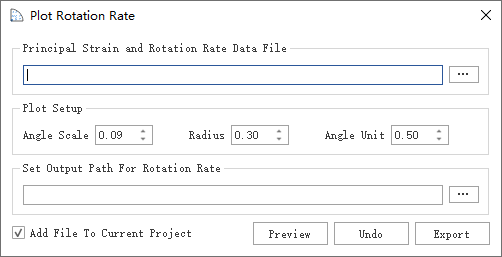 Plot Rotation Rate
Principal Strain and Rotation Rate Data File
...
Plot Setup
Angle Scale 0.09 Radius 0.30 Angle Unit 0.50
Set Output Path For Rotation Rate
...
Add File To Current Project Preview Undo Export